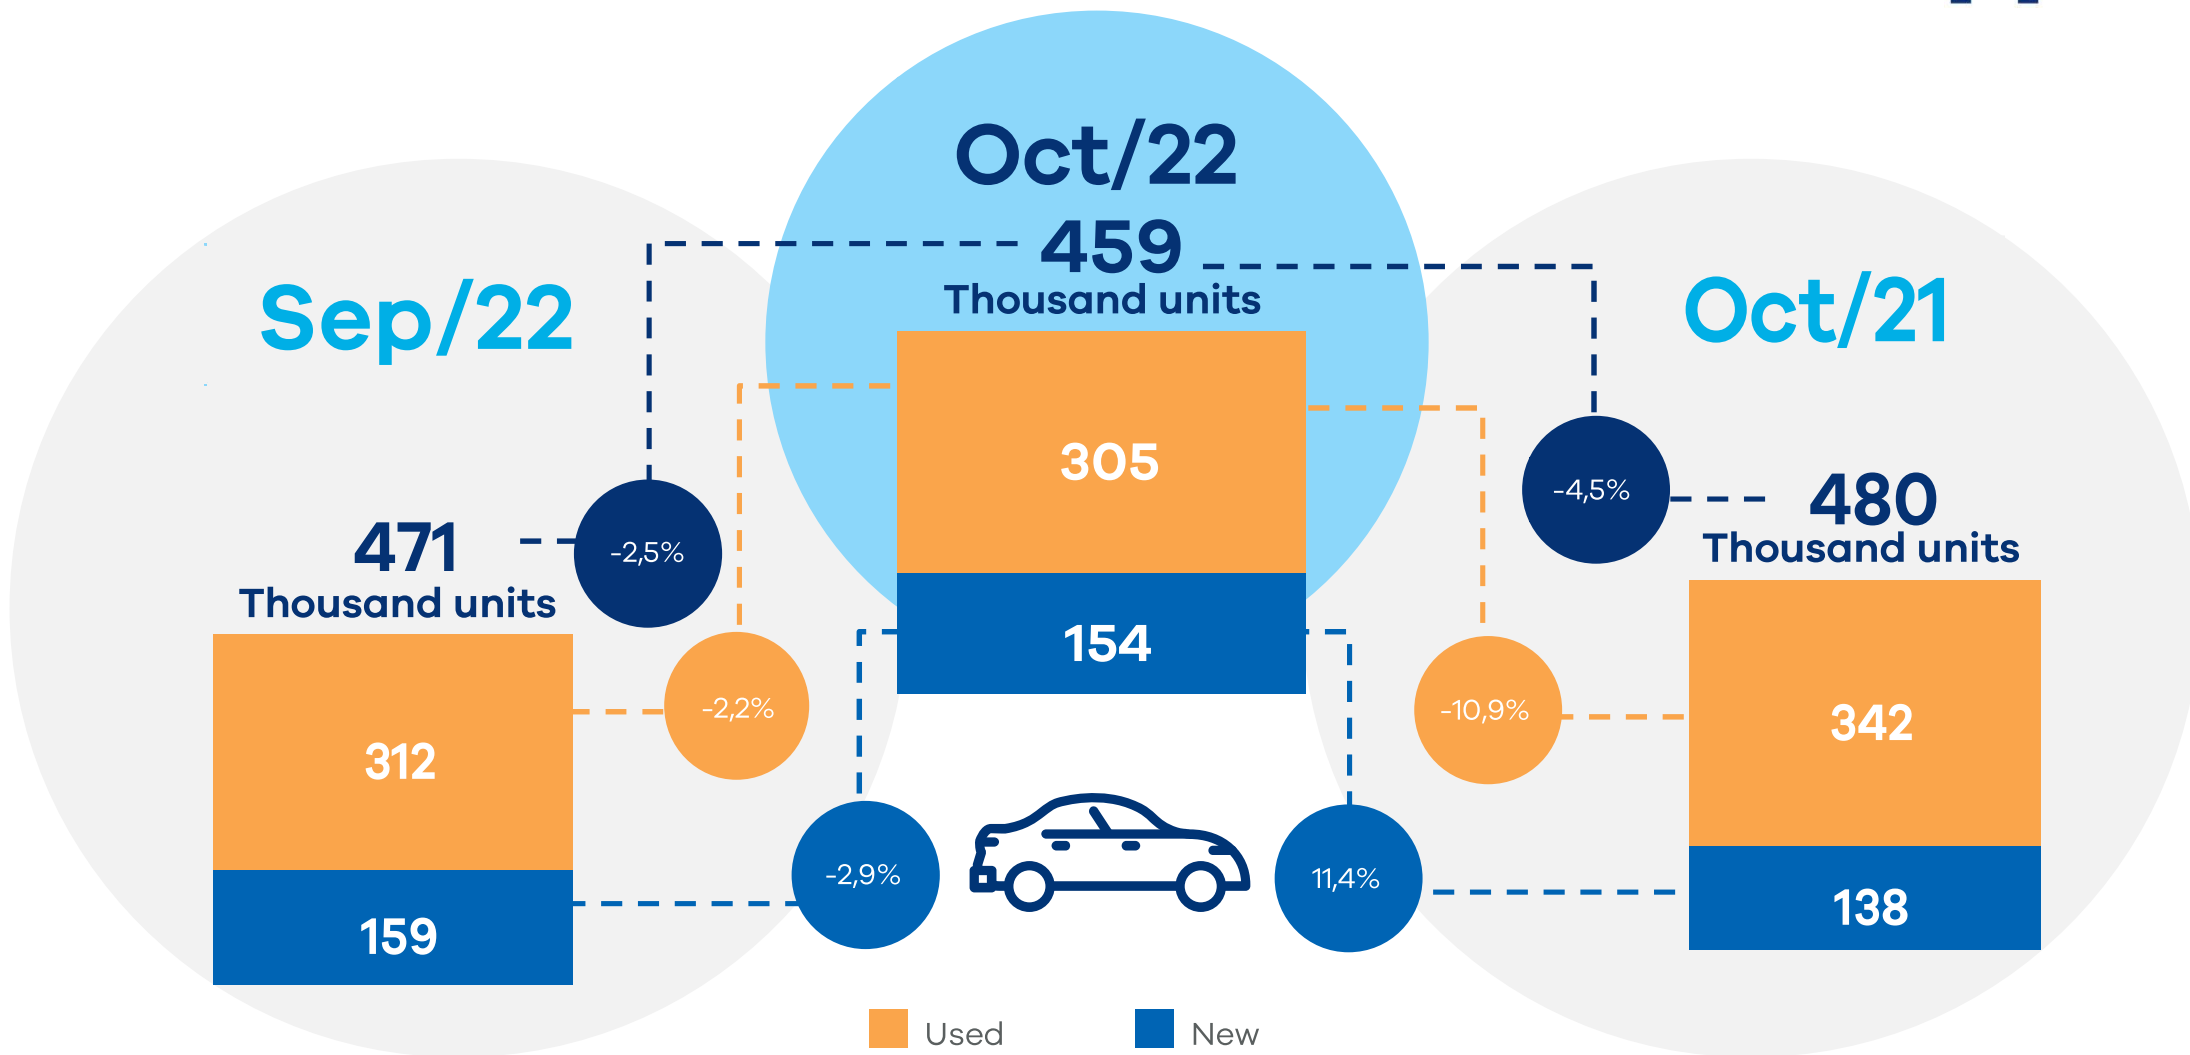 Oct/22
459
Thousand units
305
154
Sep/22
471
Thousand units
312
159
-2,5%
-2,2%
-2,9%
Oct/21
480
Thousand units
342
138
-4,5%
-10,9%
11,4%
Used
New